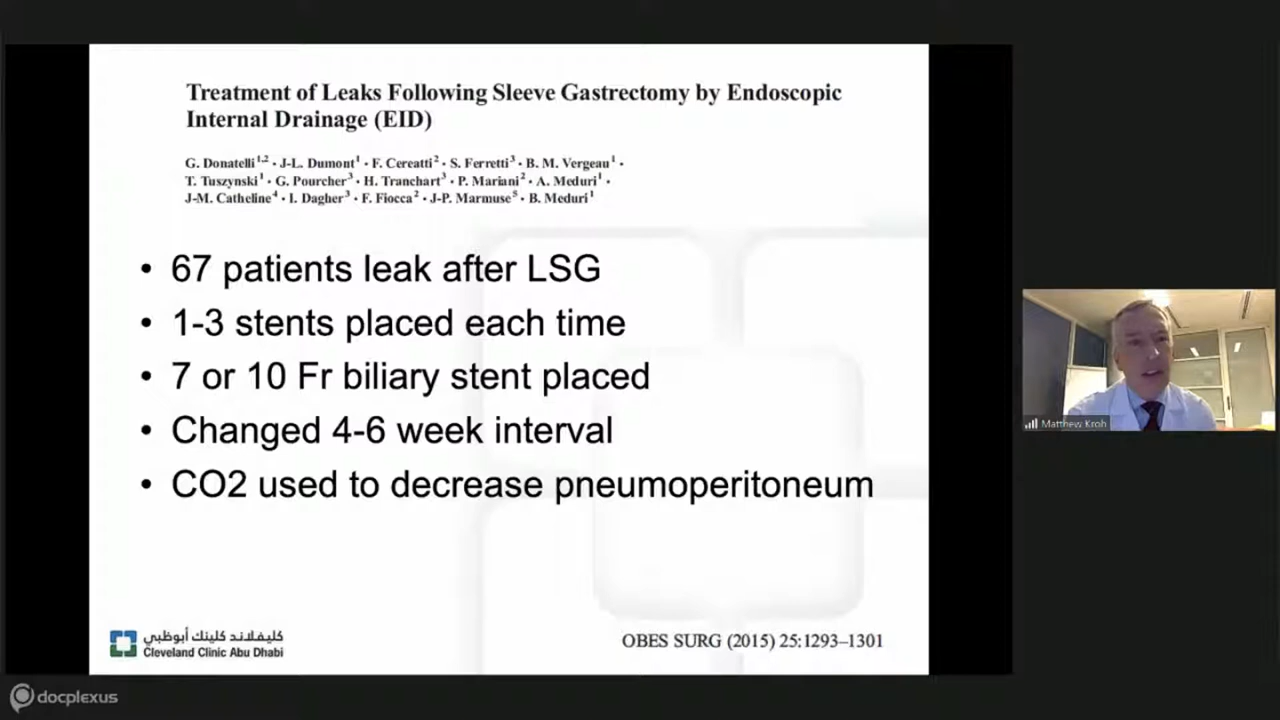 Treatment of Leaks Following Sleeve Gastrectomy by Endoscopic
Internal Drainage (EID)
G. Donatelli1,2 · J-L. Dumont1 · F. Cereatti2 · S. Ferretti3 · B. M. Vergeau1 ·
T. Tuszynski1 · G. Pourcher3 · H. Tranchart3 · P. Mariani2 · A. Meduri1 ·
J-M. Catheline4 · I. Dagher3 · F. Fiocca2 · J-P. Marmuse5 · B. Meduri1
• 67 patients leak after LSG
• 1-3 stents placed each time
• 7 or 10 Fr biliary stent placed
• Changed 4-6 week interval
• CO2 used to decrease pneumoperitoneum
كليفلاند كلينك أبوظبي
Cleveland Clinic Abu Dhabi
OBES SURG (2015) 25:1293–1301
Matthew Kroh
docplexus